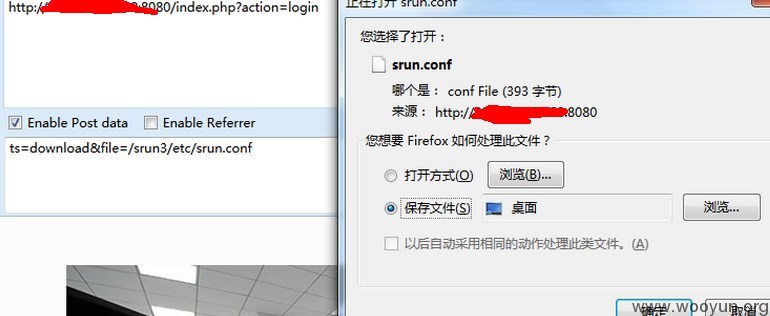 http://
:8080/index.php?action=login
Enable Post data
Enable Referrer
ts=download&file=/srun3/etc/srun.conf
正在打开 srun.conf
您选择了打开：
srun.conf
哪个是： conf File (393 字节)
来源： http://
:8080
您想要 Firefox 如何处理此文件？
打开方式(O)
浏览(B)...
保存文件(S)
桌面
浏览...
以后自动采用相同的动作处理此类文件。(A)
确定
取消
www.wooyun.org